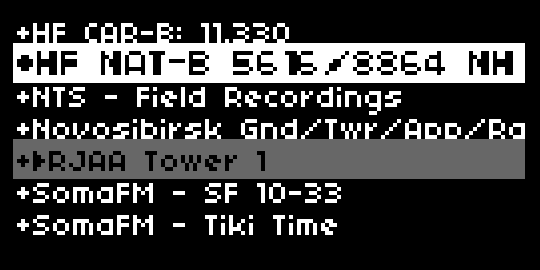 +HF CAR-B: 11.330
+HF NAT-B 5616/8864 NH
+NTS - Field Recordings
+Novosibirsk Gnd/Twr/App/Ra
+▶RJAA Tower 1
+SomaFM - SF 10-33
+SomaFM - Tiki Time